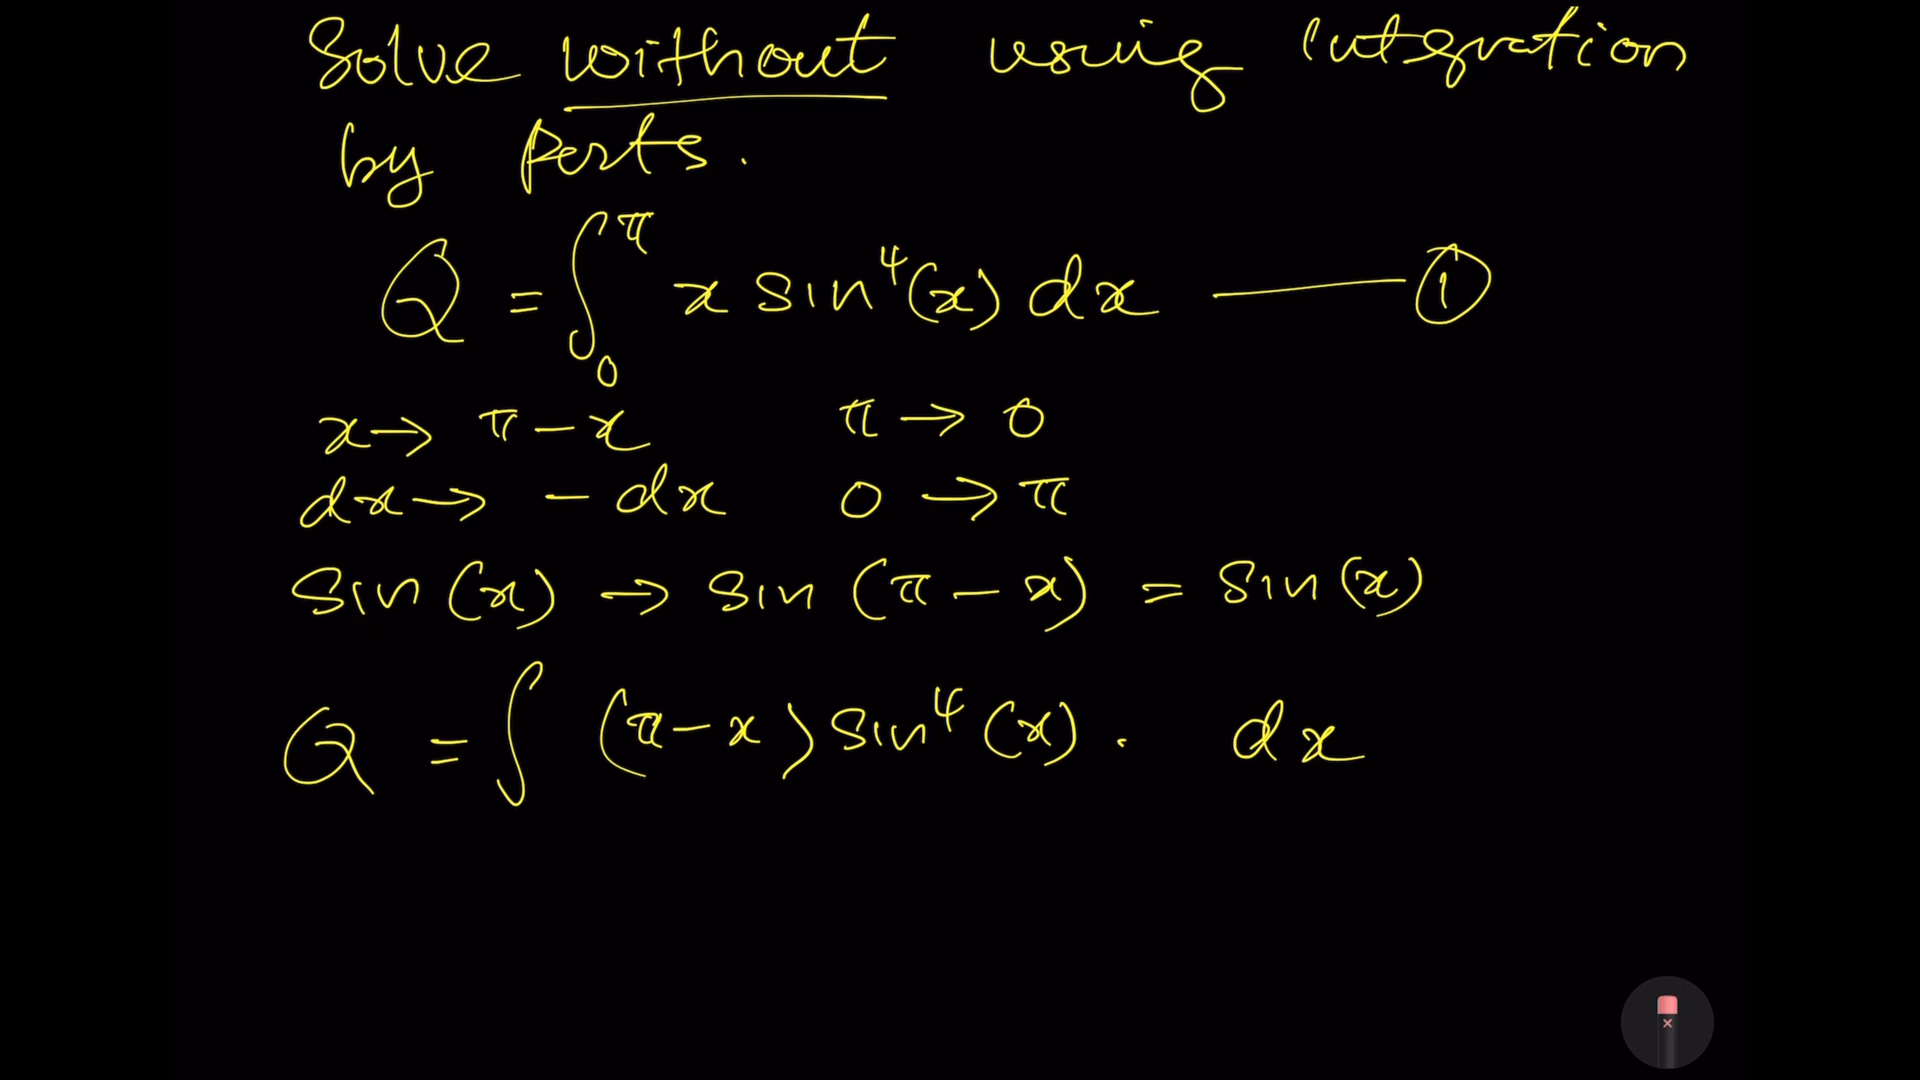 Solve without using integration
by parts.
Q = ∫₀^π x sin⁴(x) dx —— ①
x → π − x π → 0
dx → − dx 0 → π
sin (x) → sin (π − x) = sin (x)
Q = ∫ (π − x) sin⁴ (x) . dx